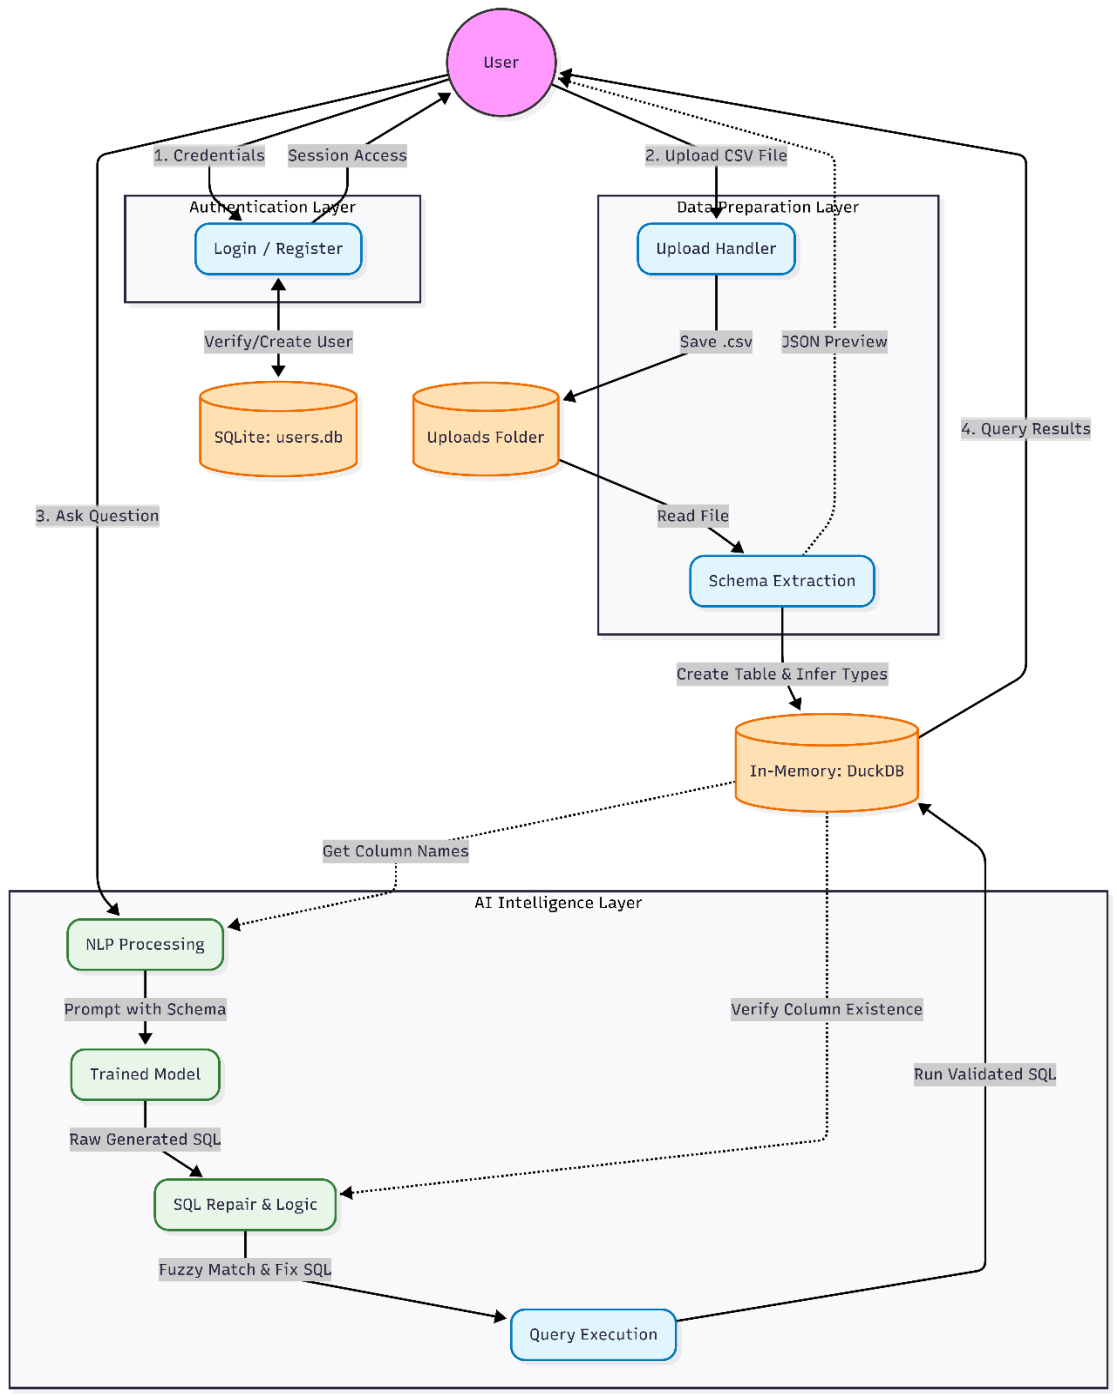 User
1. Credentials
Session Access
2. Upload CSV File
Authentication Layer
Data Preparation Layer
Login / Register
Upload Handler
Verify/Create User
Save .csv
JSON Preview
SQLite: users.db
Uploads Folder
4. Query Results
3. Ask Question
Read File
Schema Extraction
Create Table & Infer Types
In-Memory: DuckDB
Get Column Names
AI Intelligence Layer
NLP Processing
Prompt with Schema
Verify Column Existence
Trained Model
Run Validated SQL
Raw Generated SQL
SQL Repair & Logic
Fuzzy Match & Fix SQL
Query Execution